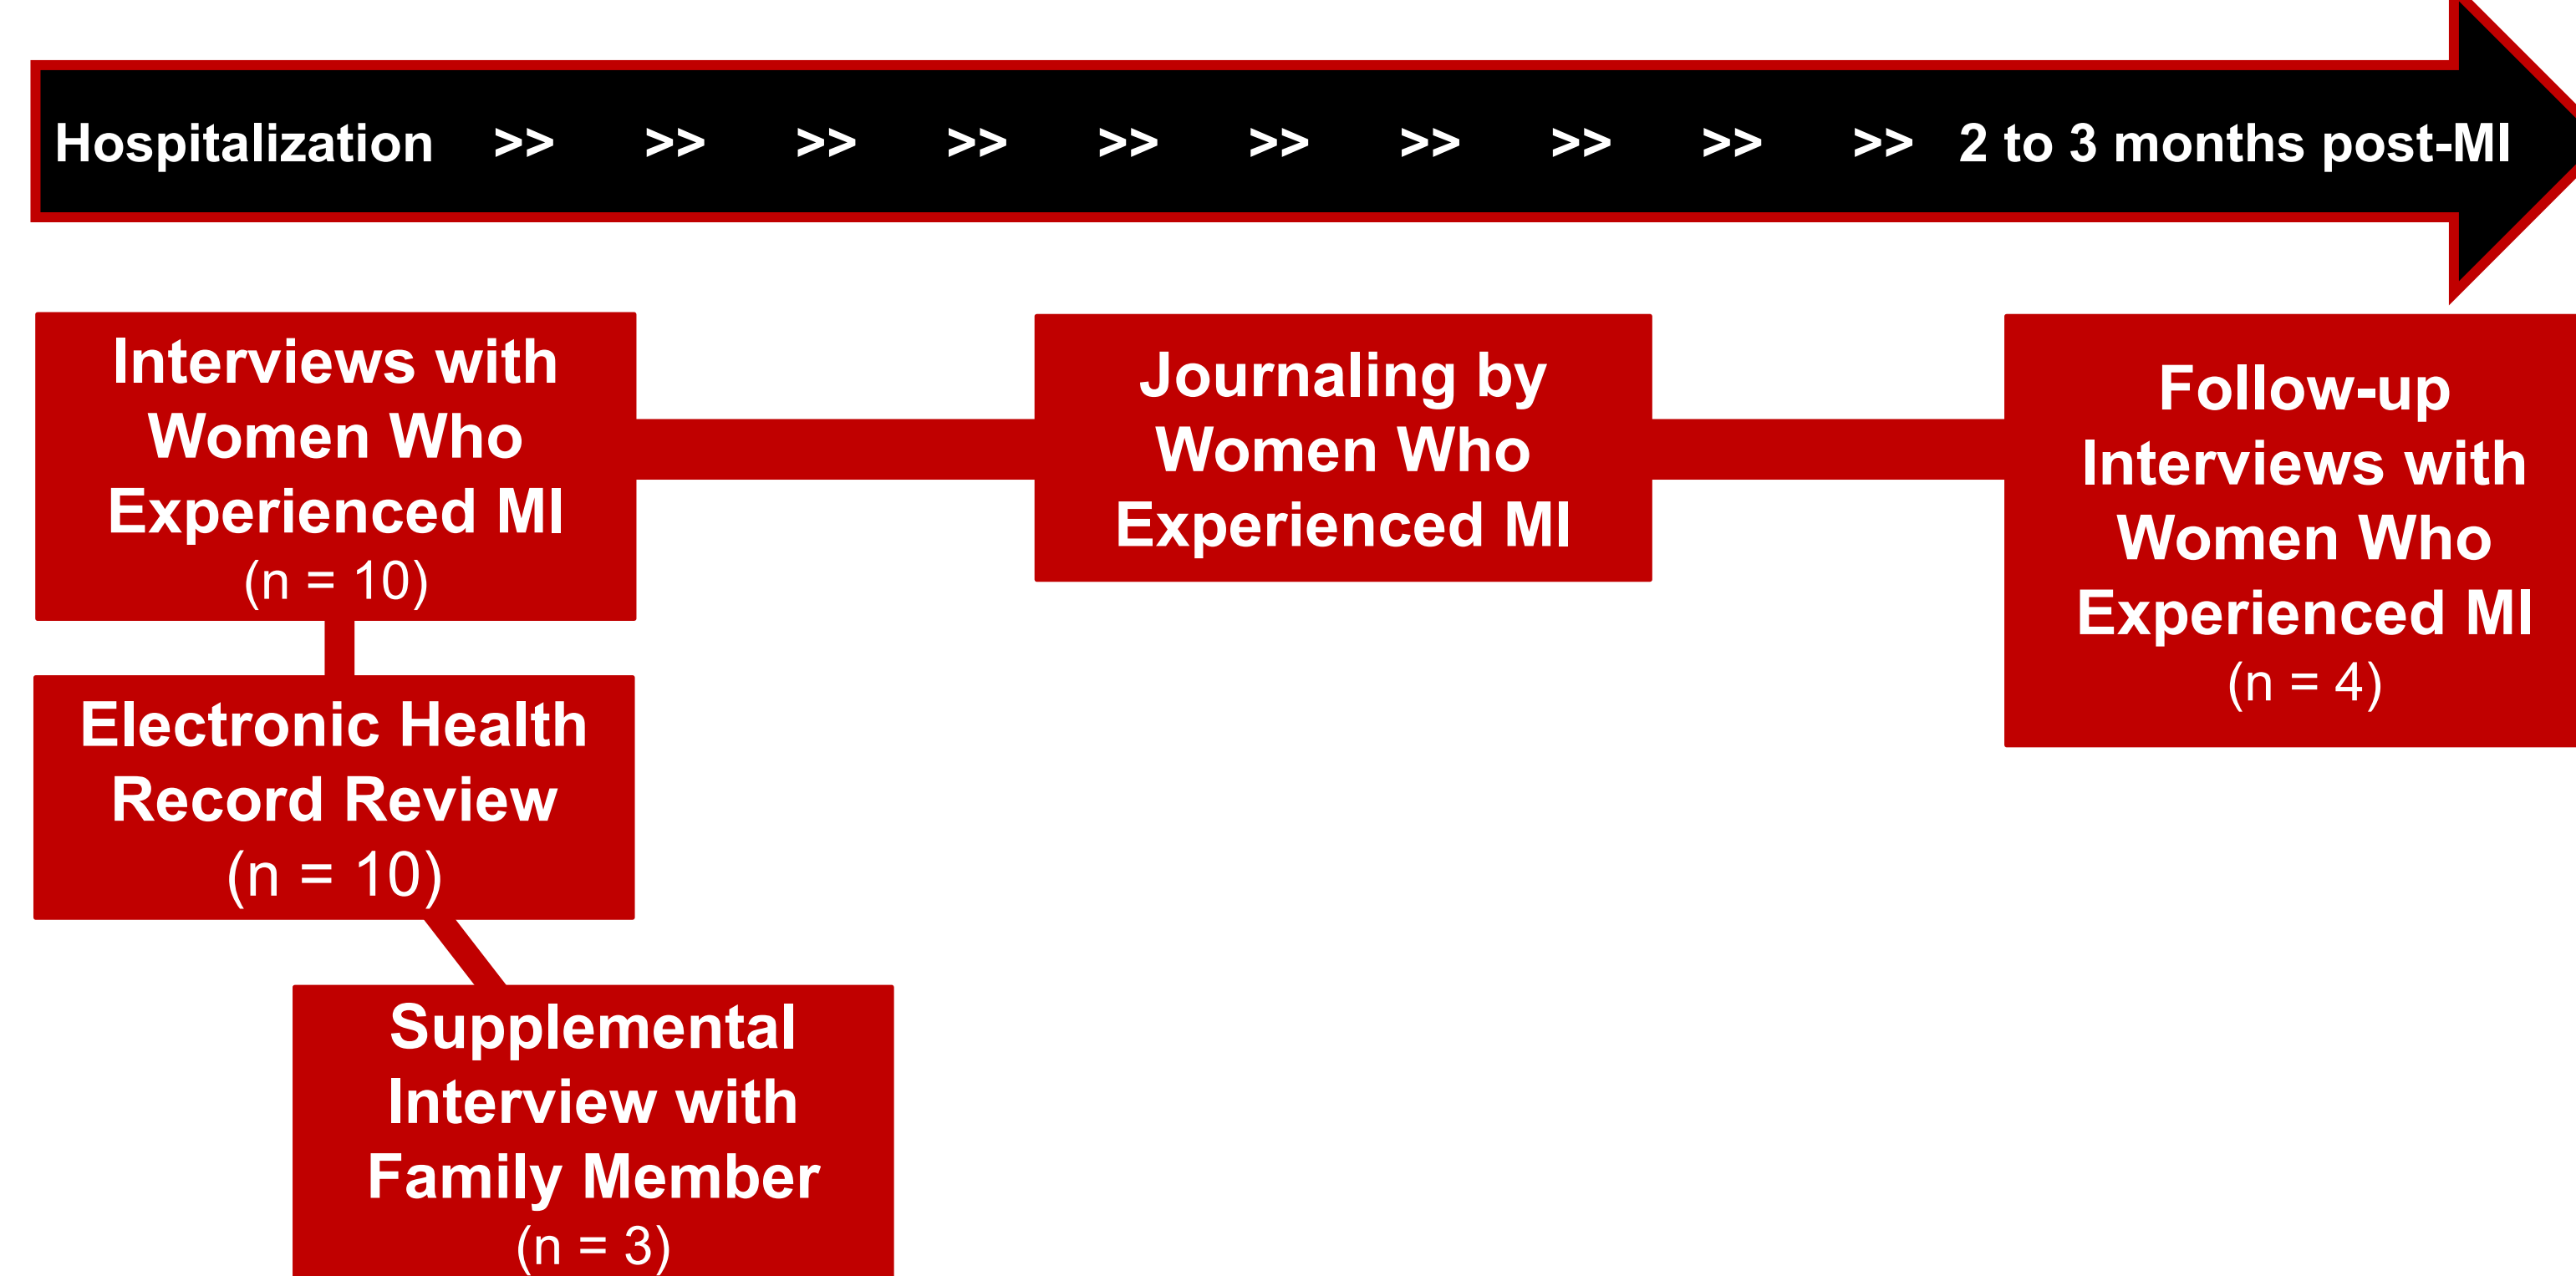 Hospitalization >> >> >> >> >> >> >> >> >> >> 2 to 3 months post-MI
Interviews with
Women Who
Experienced MI
(n = 10)
Journaling by
Women Who
Experienced MI
Follow-up
Interviews with
Women Who
Experienced MI
(n = 4)
Electronic Health
Record Review
(n = 10)
Supplemental
Interview with
Family Member
(n = 3)